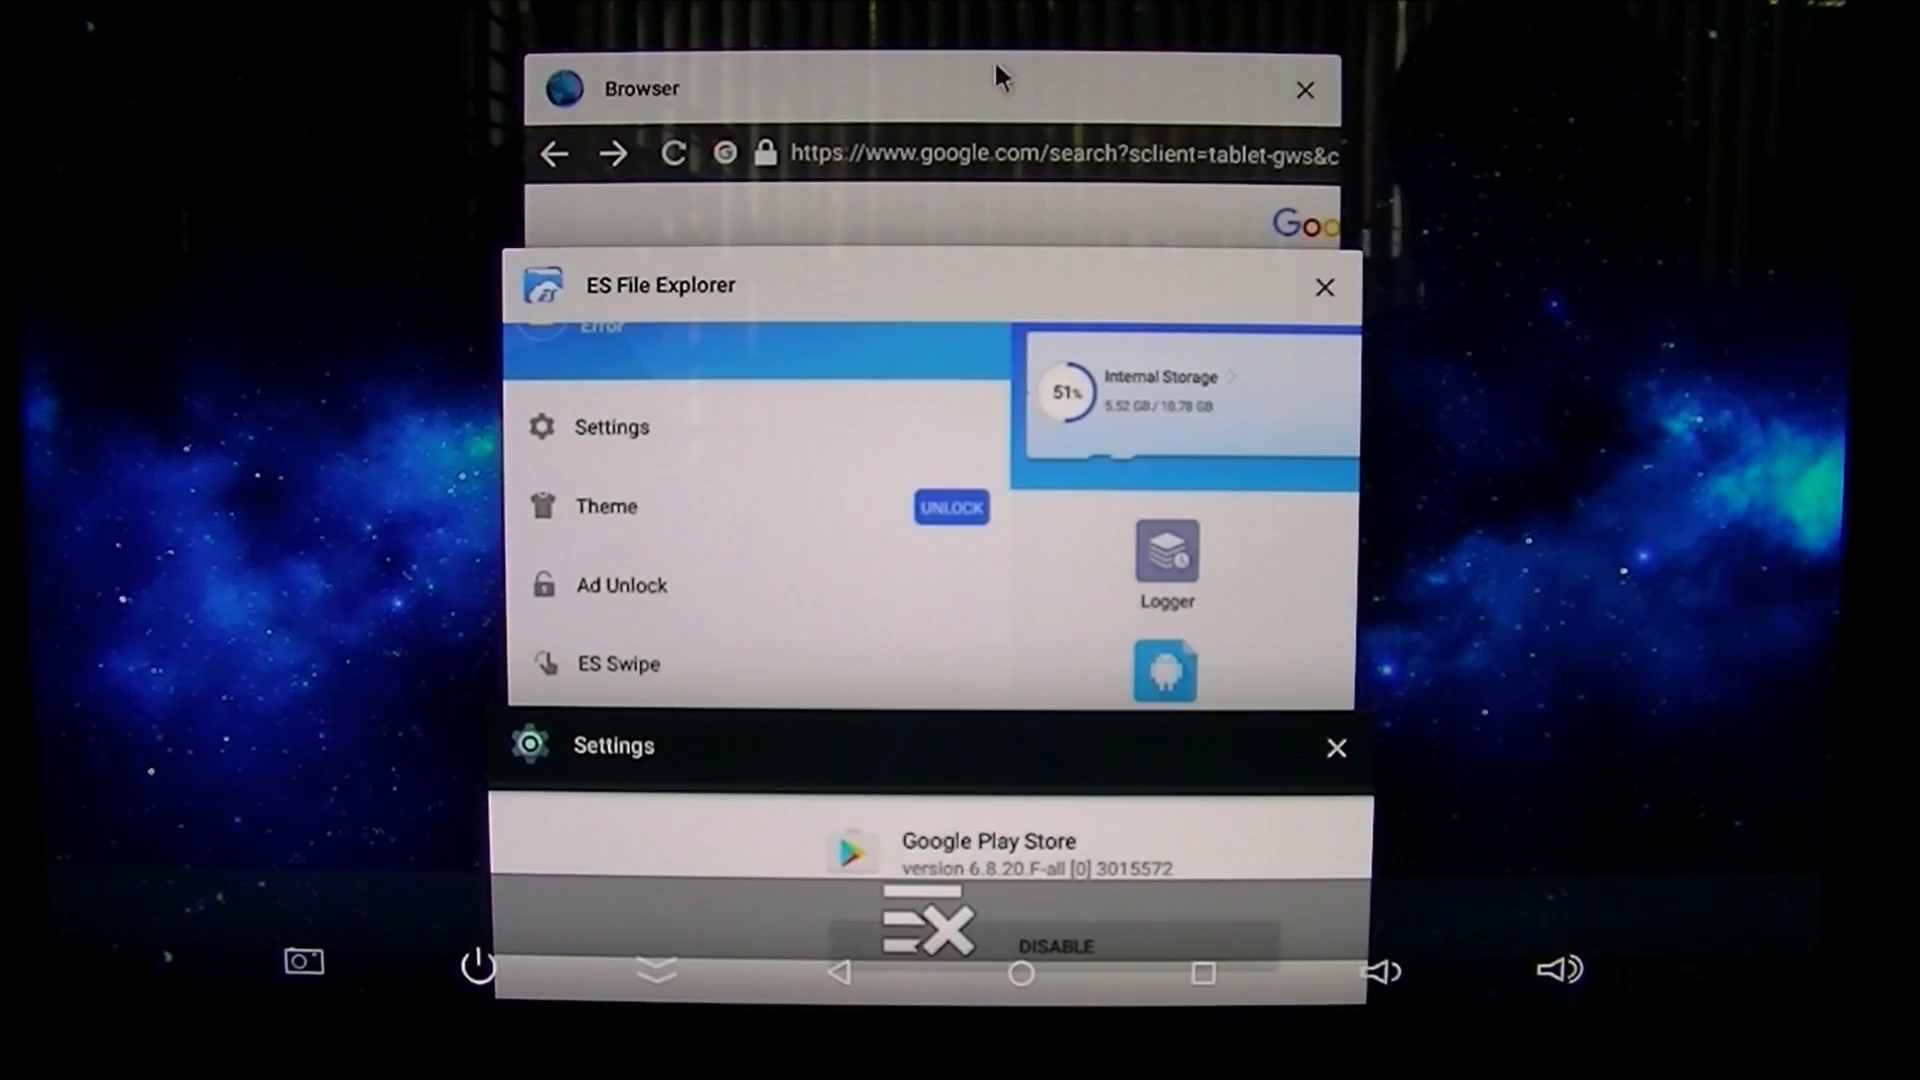 Browser
https://www.google.com/search?sclient=tablet-gws&c
Goo
ES File Explorer
Error
51%
Internal Storage
5.52 GB / 10.78 GB
Settings
Theme
UNLOCK
Ad Unlock
Logger
ES Swipe
Settings
Google Play Store
version 6.8.20.F-all [0] 3015572
DISABLE